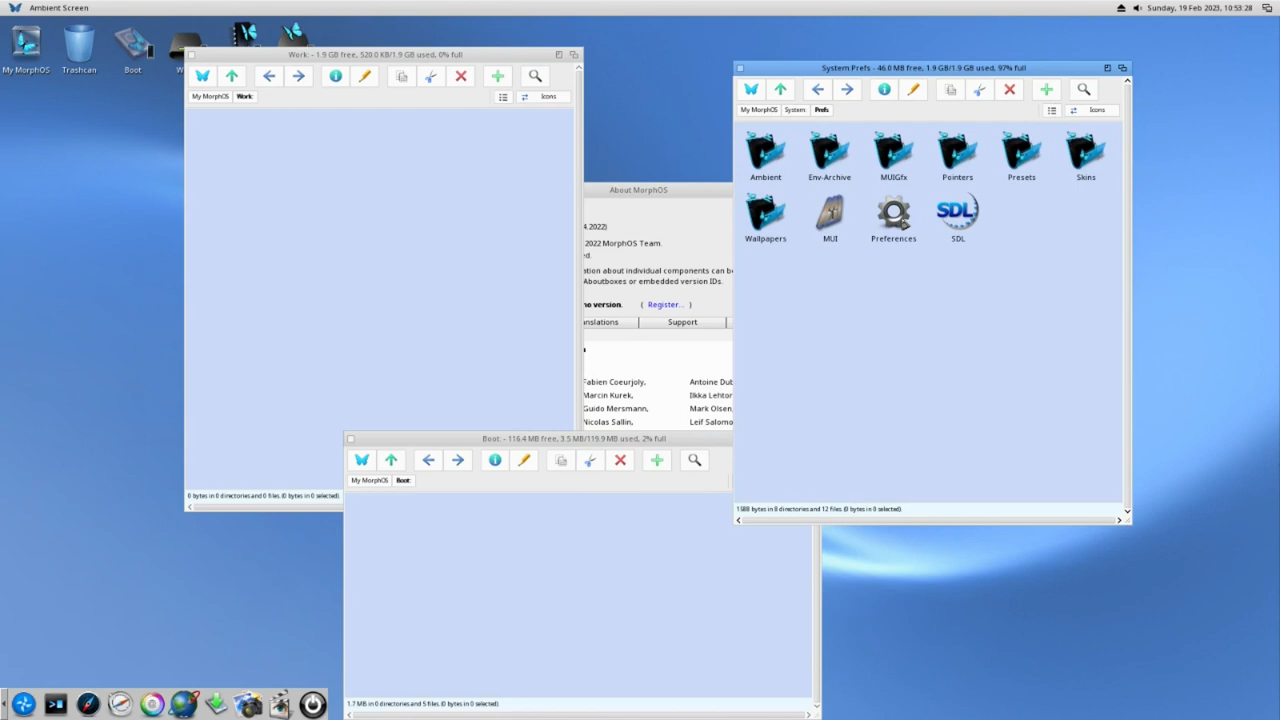 Ambient Screen
Sunday, 19 Feb 2023, 10:53:28
My MorphOS
Trashcan
Boot
W
Work: - 1.9 GB free, 520.0 KB/1.9 GB used, 0% full
My MorphOS Work:
Icons
0 bytes in 0 directories and 0 files. (0 bytes in 0 selected).
About MorphOS
4.2022)
2022 MorphOS Team.
ed.
ation about individual components can be
Aboutboxes or embedded version IDs.
no version. ( Register... )
nslations Support
Fabien Coeurjoly, Antoine Dub
Marcin Kurek, Ilkka Lehtor
Guido Mersmann, Mark Olsen,
Nicolas Sallin, Leif Salomo
Boot: - 116.4 MB free, 3.5 MB/119.9 MB used, 2% full
My MorphOS Boot:
1.7 MB in 0 directories and 5 files. (0 bytes in 0 selected).
System:Prefs - 46.0 MB free, 1.9 GB/1.9 GB used, 97% full
My MorphOS System: Prefs
Icons
Ambient Env-Archive MUIGfx Pointers Presets Skins
SDL
Wallpapers MUI Preferences SDL
1588 bytes in 8 directories and 12 files. (0 bytes in 0 selected).